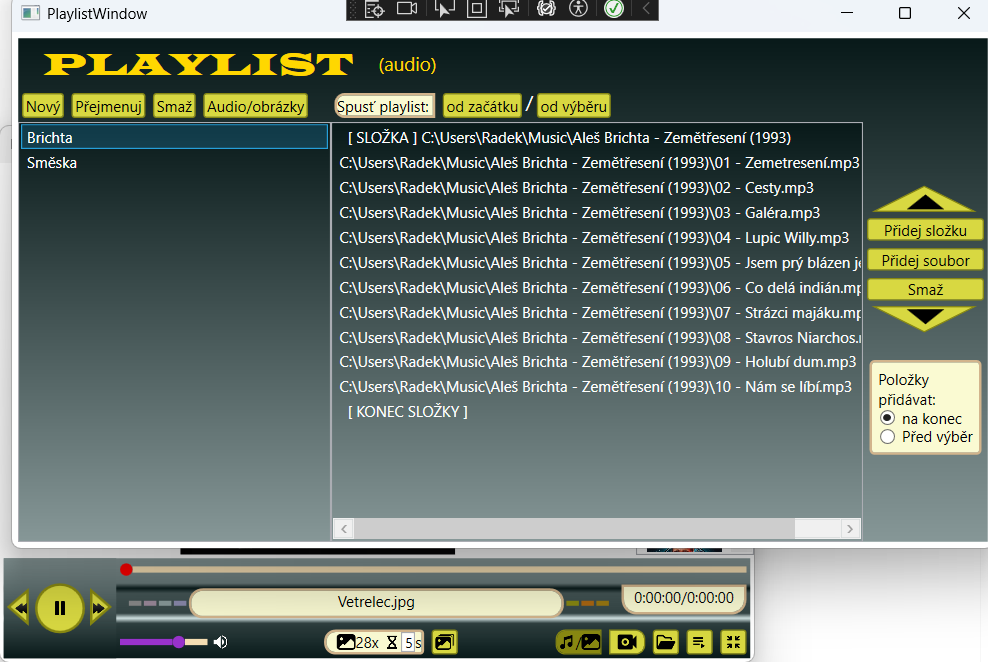 PlaylistWindow
PLAYLIST (audio)
Nový Přejmenuj Smaž Audio/obrázky Spusť playlist: od začátku / od výběru
Brichta
Směska
[ SLOŽKA ] C:\Users\Radek\Music\Aleš Brichta - Zemětřesení (1993)
C:\Users\Radek\Music\Aleš Brichta - Zemětřesení (1993)\01 - Zemetresení.mp3
C:\Users\Radek\Music\Aleš Brichta - Zemětřesení (1993)\02 - Cesty.mp3
C:\Users\Radek\Music\Aleš Brichta - Zemětřesení (1993)\03 - Galéra.mp3
C:\Users\Radek\Music\Aleš Brichta - Zemětřesení (1993)\04 - Lupic Willy.mp3
C:\Users\Radek\Music\Aleš Brichta - Zemětřesení (1993)\05 - Jsem prý blázen je
C:\Users\Radek\Music\Aleš Brichta - Zemětřesení (1993)\06 - Co delá indián.mp
C:\Users\Radek\Music\Aleš Brichta - Zemětřesení (1993)\07 - Strázci majáku.mp
C:\Users\Radek\Music\Aleš Brichta - Zemětřesení (1993)\08 - Stavros Niarchos.
C:\Users\Radek\Music\Aleš Brichta - Zemětřesení (1993)\09 - Holubí dum.mp3
C:\Users\Radek\Music\Aleš Brichta - Zemětřesení (1993)\10 - Nám se líbí.mp3
[ KONEC SLOŽKY ]
Přidej složku
Přidej soubor
Smaž
Položky
přidávat:
na konec
Před výběr
Vetrelec.jpg
0:00:00/0:00:00
28x 5s